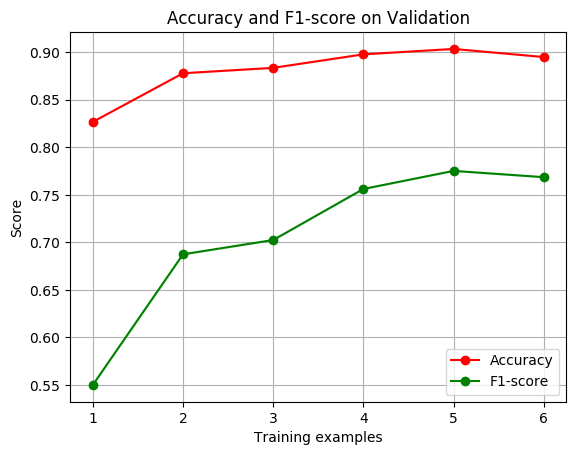 Accuracy and F1-score on Validation
0.90
0.85
0.80
0.75
0.70
0.65
0.60
0.55
Score
1 2 3 4 5 6
Training examples
Accuracy
F1-score